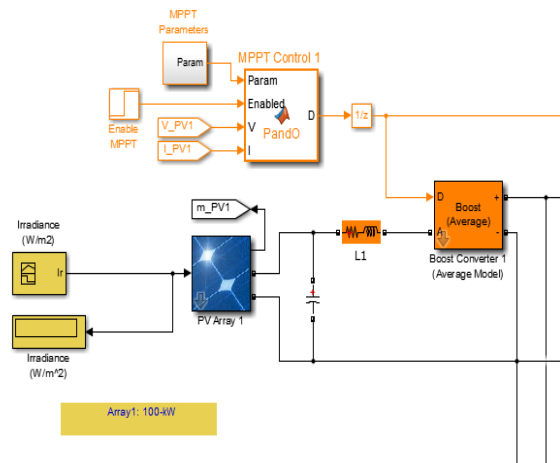 MPPT
Parameters
Param
MPPT Control 1
Param
Enabled
V
I
D
PandO
1/z
Enable
MPPT
V_PV1
I_PV1
m_PV1
D
A
+
-
Boost
(Average)
Boost Converter 1
(Average Model)
L1
Irradiance
(W/m2)
Ir
PV Array 1
+
Irradiance
(W/m^2)
Array1: 100-kW